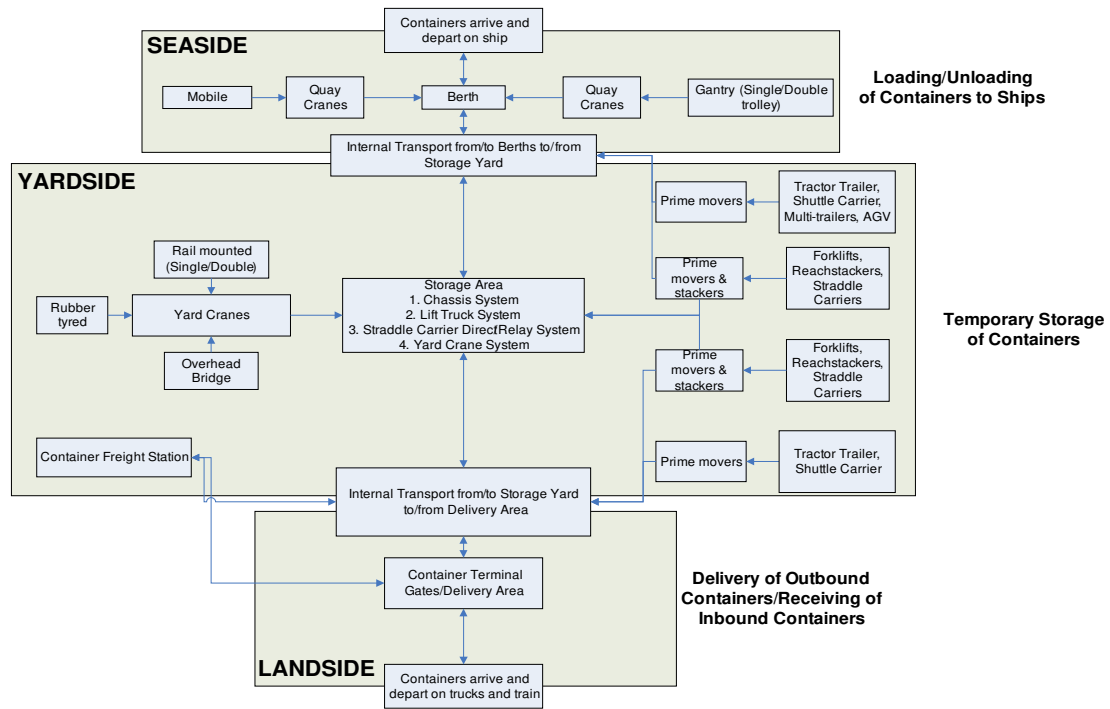 Containers arrive and
depart on ship
SEASIDE
Mobile
Quay
Cranes
Berth
Quay
Cranes
Gantry (Single/Double
trolley)
Loading/Unloading
of Containers to Ships
Internal Transport from/to Berths to/from
Storage Yard
YARDSIDE
Prime movers
Tractor Trailer,
Shuttle Carrier,
Multi-trailers, AGV
Rail mounted
(Single/Double)
Prime
movers &
stackers
Forklifts,
Reachstackers,
Straddle
Carriers
Rubber
tyred
Yard Cranes
Storage Area
1. Chassis System
2. Lift Truck System
3. Straddle Carrier Direct/Relay System
4. Yard Crane System
Temporary Storage
of Containers
Overhead
Bridge
Prime
movers &
stackers
Forklifts,
Reachstackers,
Straddle
Carriers
Container Freight Station
Prime movers
Tractor Trailer,
Shuttle Carrier
Internal Transport from/to Storage Yard
to/from Delivery Area
Container Terminal
Gates/Delivery Area
Delivery of Outbound
Containers/Receiving of
Inbound Containers
LANDSIDE
Containers arrive and
depart on trucks and train